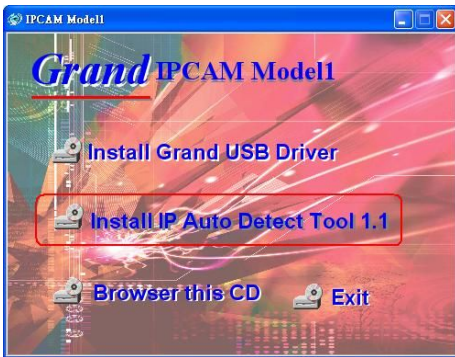 IPCAM Model1
Grand IPCAM Model1
Install Grand USB Driver
Install IP Auto Detect Tool 1.1
Browser this CD
Exit